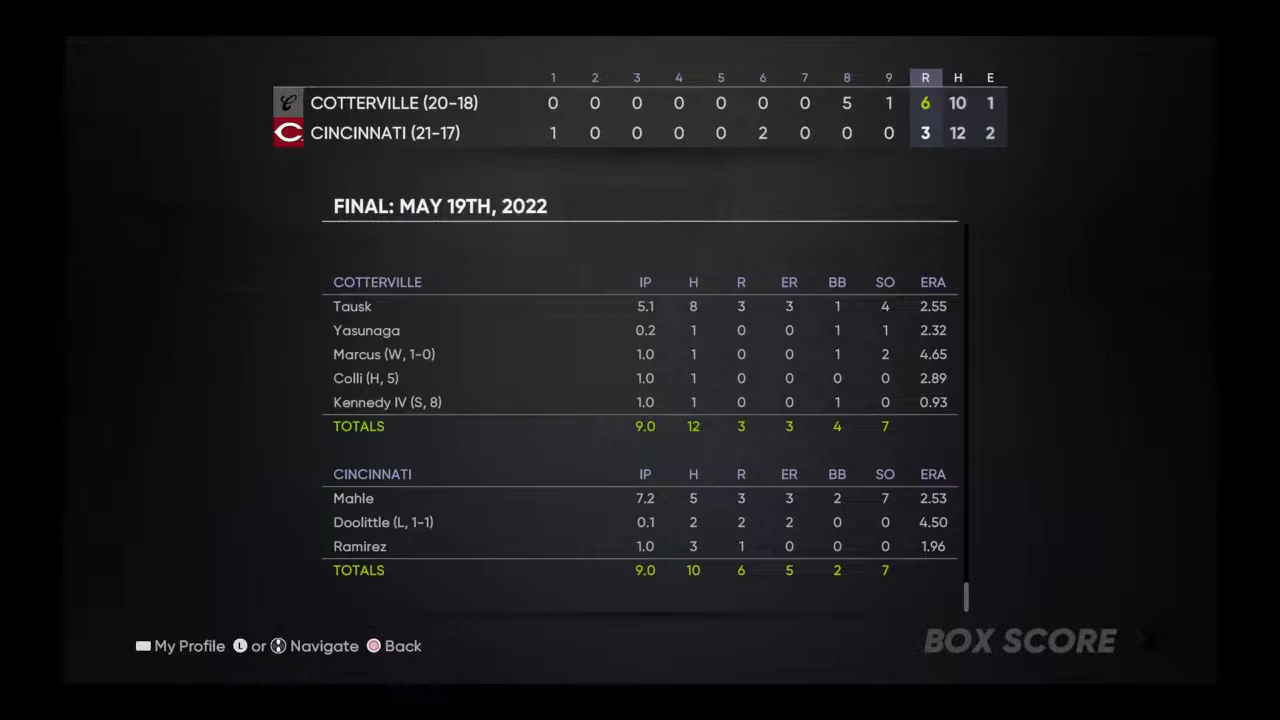 1 2 3 4 5 6 7 8 9 R H E
COTTERVILLE (20-18) 0 0 0 0 0 0 0 5 1 6 10 1
CINCINNATI (21-17) 1 0 0 0 0 2 0 0 0 3 12 2
FINAL: MAY 19TH, 2022
COTTERVILLE IP H R ER BB SO ERA
Tausk 5.1 8 3 3 1 4 2.55
Yasunaga 0.2 1 0 0 1 1 2.32
Marcus (W, 1-0) 1.0 1 0 0 1 2 4.65
Colli (H, 5) 1.0 1 0 0 0 0 2.89
Kennedy IV (S, 8) 1.0 1 0 0 1 0 0.93
TOTALS 9.0 12 3 3 4 7
CINCINNATI IP H R ER BB SO ERA
Mahle 7.2 5 3 3 2 7 2.53
Doolittle (L, 1-1) 0.1 2 2 2 0 0 4.50
Ramirez 1.0 3 1 0 0 0 1.96
TOTALS 9.0 10 6 5 2 7
My Profile L or Navigate Back
BOX SCORE